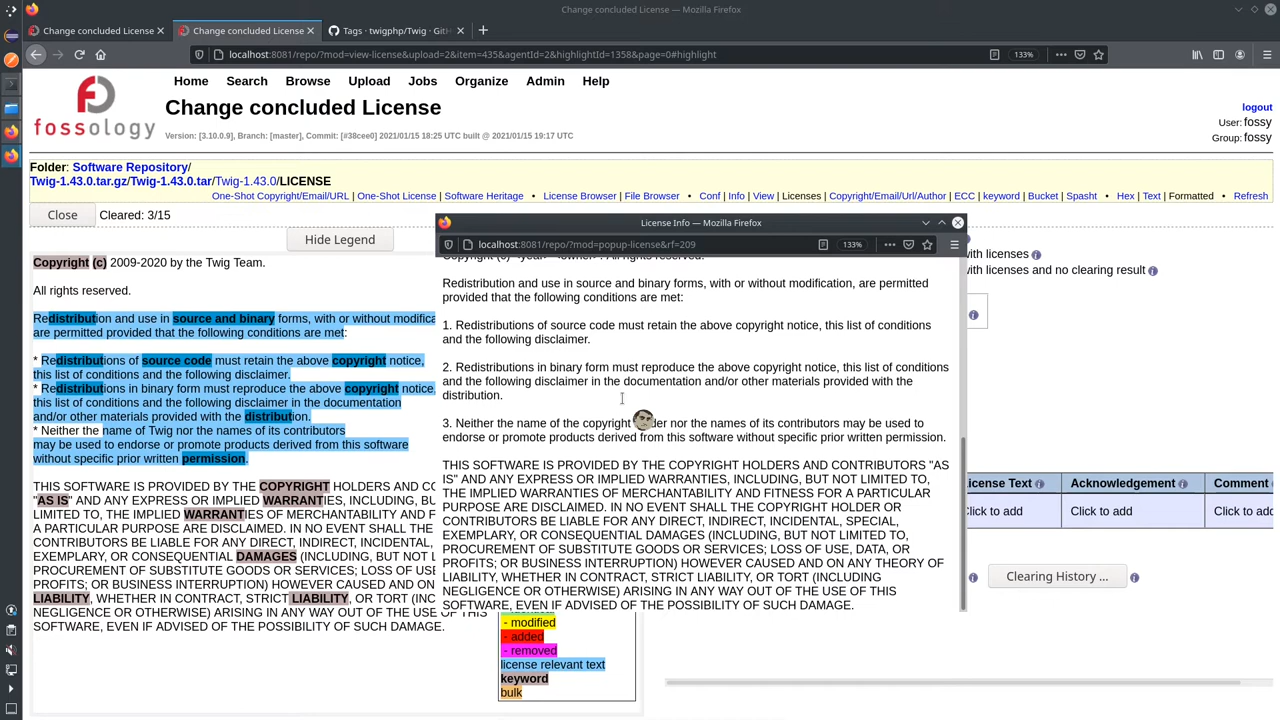 Change concluded License — Mozilla Firefox
Change concluded License
Change concluded License
Tags · twigphp/Twig · GitH
localhost:8081/repo/?mod=view-license&upload=2&item=435&agentId=2&highlightId=1358&page=0#highlight
133%
fossology
Home Search Browse Upload Jobs Organize Admin Help
Change concluded License
Version: [3.10.0.9], Branch: [master], Commit: [#38cee0] 2021/01/15 18:25 UTC built @ 2021/01/15 19:17 UTC
logout
User: fossy
Group: fossy
Folder: Software Repository/
Twig-1.43.0.tar.gz/Twig-1.43.0.tar/Twig-1.43.0/LICENSE
One-Shot Copyright/Email/URL | One-Shot License | Software Heritage • License Browser | File Browser • Conf | Info | View | Licenses | Copyright/Email/Url/Author | ECC | keyword | Bucket | Spasht • Hex | Text | Formatted • Refresh
Close
Cleared: 3/15
Hide Legend
Copyright (c) 2009-2020 by the Twig Team.
All rights reserved.
Redistribution and use in source and binary forms, with or without modifica
are permitted provided that the following conditions are met:
* Redistributions of source code must retain the above copyright notice,
this list of conditions and the following disclaimer.
* Redistributions in binary form must reproduce the above copyright notice,
this list of conditions and the following disclaimer in the documentation
and/or other materials provided with the distribution.
* Neither the name of Twig nor the names of its contributors
may be used to endorse or promote products derived from this software
without specific prior written permission.
THIS SOFTWARE IS PROVIDED BY THE COPYRIGHT HOLDERS AND CO
"AS IS" AND ANY EXPRESS OR IMPLIED WARRANTIES, INCLUDING, BU
LIMITED TO, THE IMPLIED WARRANTIES OF MERCHANTABILITY AND F
A PARTICULAR PURPOSE ARE DISCLAIMED. IN NO EVENT SHALL THE
COPYRIGHT OWNER OR CONTRIBUTORS BE LIABLE FOR ANY DIRECT, INDIRECT, INCIDENTAL,
EXEMPLARY, OR CONSEQUENTIAL DAMAGES (INCLUDING, BUT NOT L
PROCUREMENT OF SUBSTITUTE GOODS OR SERVICES; LOSS OF USE
PROFITS; OR BUSINESS INTERRUPTION) HOWEVER CAUSED AND ON
LIABILITY, WHETHER IN CONTRACT, STRICT LIABILITY, OR TORT (INC
NEGLIGENCE OR OTHERWISE) ARISING IN ANY WAY OUT OF THE USE OF THIS
SOFTWARE, EVEN IF ADVISED OF THE POSSIBILITY OF SUCH DAMAGE.
License Info — Mozilla Firefox
localhost:8081/repo/?mod=popup-license&rf=209
133%
Copyright (c) <year> <owner> . All rights reserved.
Redistribution and use in source and binary forms, with or without modification, are permitted
provided that the following conditions are met:
1. Redistributions of source code must retain the above copyright notice, this list of conditions
and the following disclaimer.
2. Redistributions in binary form must reproduce the above copyright notice, this list of conditions
and the following disclaimer in the documentation and/or other materials provided with the
distribution.
3. Neither the name of the copyright der nor the names of its contributors may be used to
endorse or promote products derived from this software without specific prior written permission.
THIS SOFTWARE IS PROVIDED BY THE COPYRIGHT HOLDERS AND CONTRIBUTORS "AS
IS" AND ANY EXPRESS OR IMPLIED WARRANTIES, INCLUDING, BUT NOT LIMITED TO,
THE IMPLIED WARRANTIES OF MERCHANTABILITY AND FITNESS FOR A PARTICULAR
PURPOSE ARE DISCLAIMED. IN NO EVENT SHALL THE COPYRIGHT HOLDER OR
CONTRIBUTORS BE LIABLE FOR ANY DIRECT, INDIRECT, INCIDENTAL, SPECIAL,
EXEMPLARY, OR CONSEQUENTIAL DAMAGES (INCLUDING, BUT NOT LIMITED TO,
PROCUREMENT OF SUBSTITUTE GOODS OR SERVICES; LOSS OF USE, DATA, OR
PROFITS; OR BUSINESS INTERRUPTION) HOWEVER CAUSED AND ON ANY THEORY OF
LIABILITY, WHETHER IN CONTRACT, STRICT LIABILITY, OR TORT (INCLUDING
NEGLIGENCE OR OTHERWISE) ARISING IN ANY WAY OUT OF THE USE OF THIS
SOFTWARE, EVEN IF ADVISED OF THE POSSIBILITY OF SUCH DAMAGE.
- modified
- added
- removed
license relevant text
keyword
bulk
with licenses
with licenses and no clearing result
License Text Acknowledgement Comment
Click to add Click to add Click to add
Clearing History ...